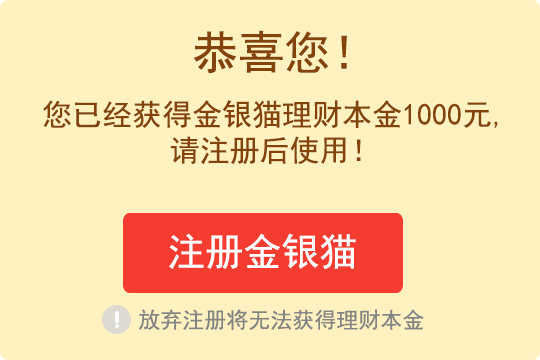 恭喜您！
您已经获得金银猫理财本金1000元,
请注册后使用！
注册金银猫
! 放弃注册将无法获得理财本金